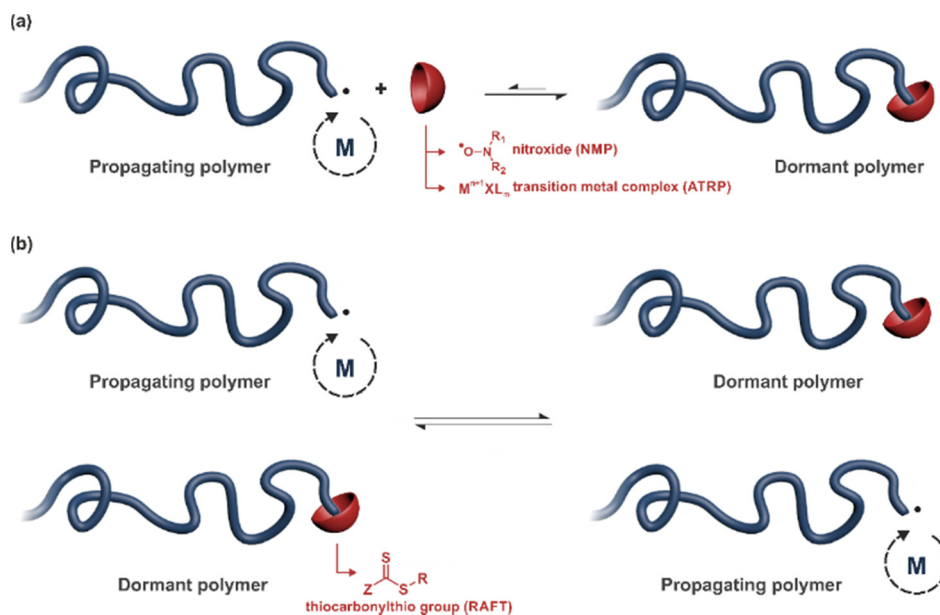 (a)
+
M
Propagating polymer
•O–N R₁ R₂ nitroxide (NMP)
Mⁿ⁺¹XLₘ transition metal complex (ATRP)
Dormant polymer
(b)
M
Propagating polymer
Dormant polymer
Dormant polymer
S
Z S–R
thiocarbonylthio group (RAFT)
M
Propagating polymer